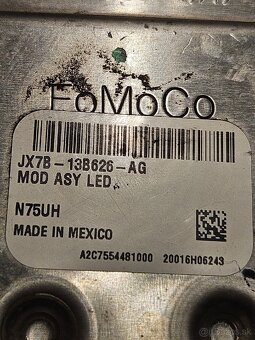 FoMoCo
JX7B-13B626-AG
MOD ASY LED
N75UH
MADE IN MEXICO
A2C7554481000 20016H06243